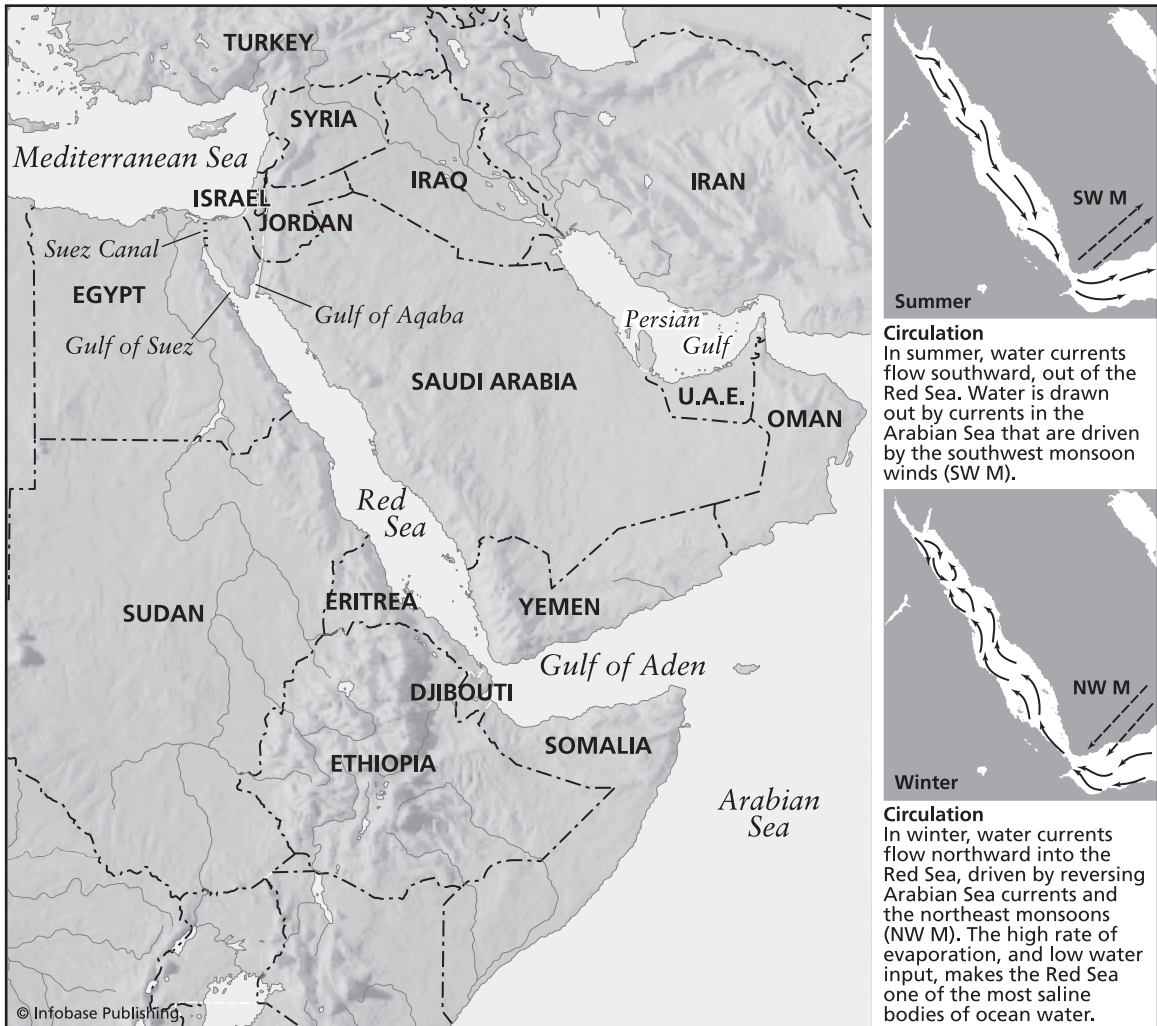 TURKEY
SYRIA
Mediterranean Sea
IRAQ
IRAN
ISRAEL
JORDAN
Suez Canal
EGYPT
Gulf of Aqaba
Gulf of Suez
Persian
Gulf
SAUDI ARABIA
U.A.E.
OMAN
Red
Sea
SUDAN
ERITREA
YEMEN
Gulf of Aden
DJIBOUTI
SOMALIA
ETHIOPIA
Arabian
Sea
© Infobase Publishing
SW M
Summer
Circulation
In summer, water currents
flow southward, out of the
Red Sea. Water is drawn
out by currents in the
Arabian Sea that are driven
by the southwest monsoon
winds (SW M).
NW M
Winter
Circulation
In winter, water currents
flow northward into the
Red Sea, driven by reversing
Arabian Sea currents and
the northeast monsoons
(NW M). The high rate of
evaporation, and low water
input, makes the Red Sea
one of the most saline
bodies of ocean water.